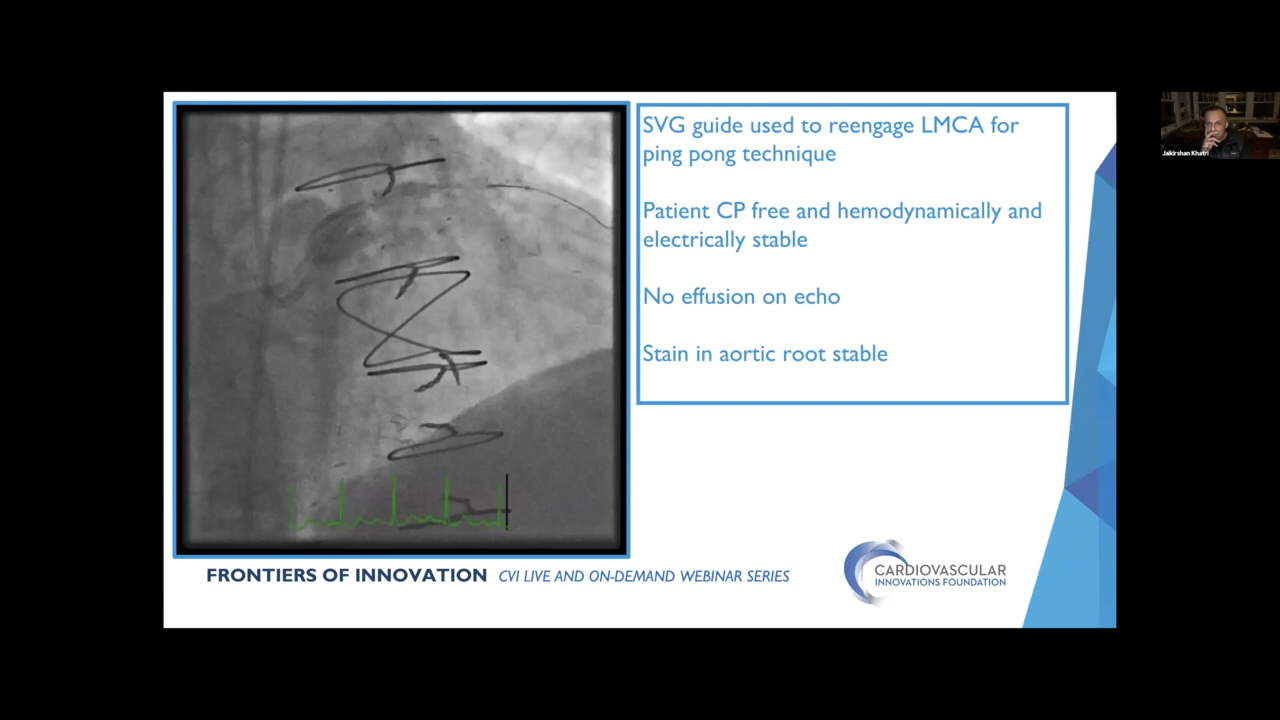 SVG guide used to reengage LMCA for
ping pong technique
Patient CP free and hemodynamically and
electrically stable
No effusion on echo
Stain in aortic root stable
FRONTIERS OF INNOVATION CVI LIVE AND ON-DEMAND WEBINAR SERIES
CARDIOVASCULAR
INNOVATIONS FOUNDATION
Jaikirshan Khatri